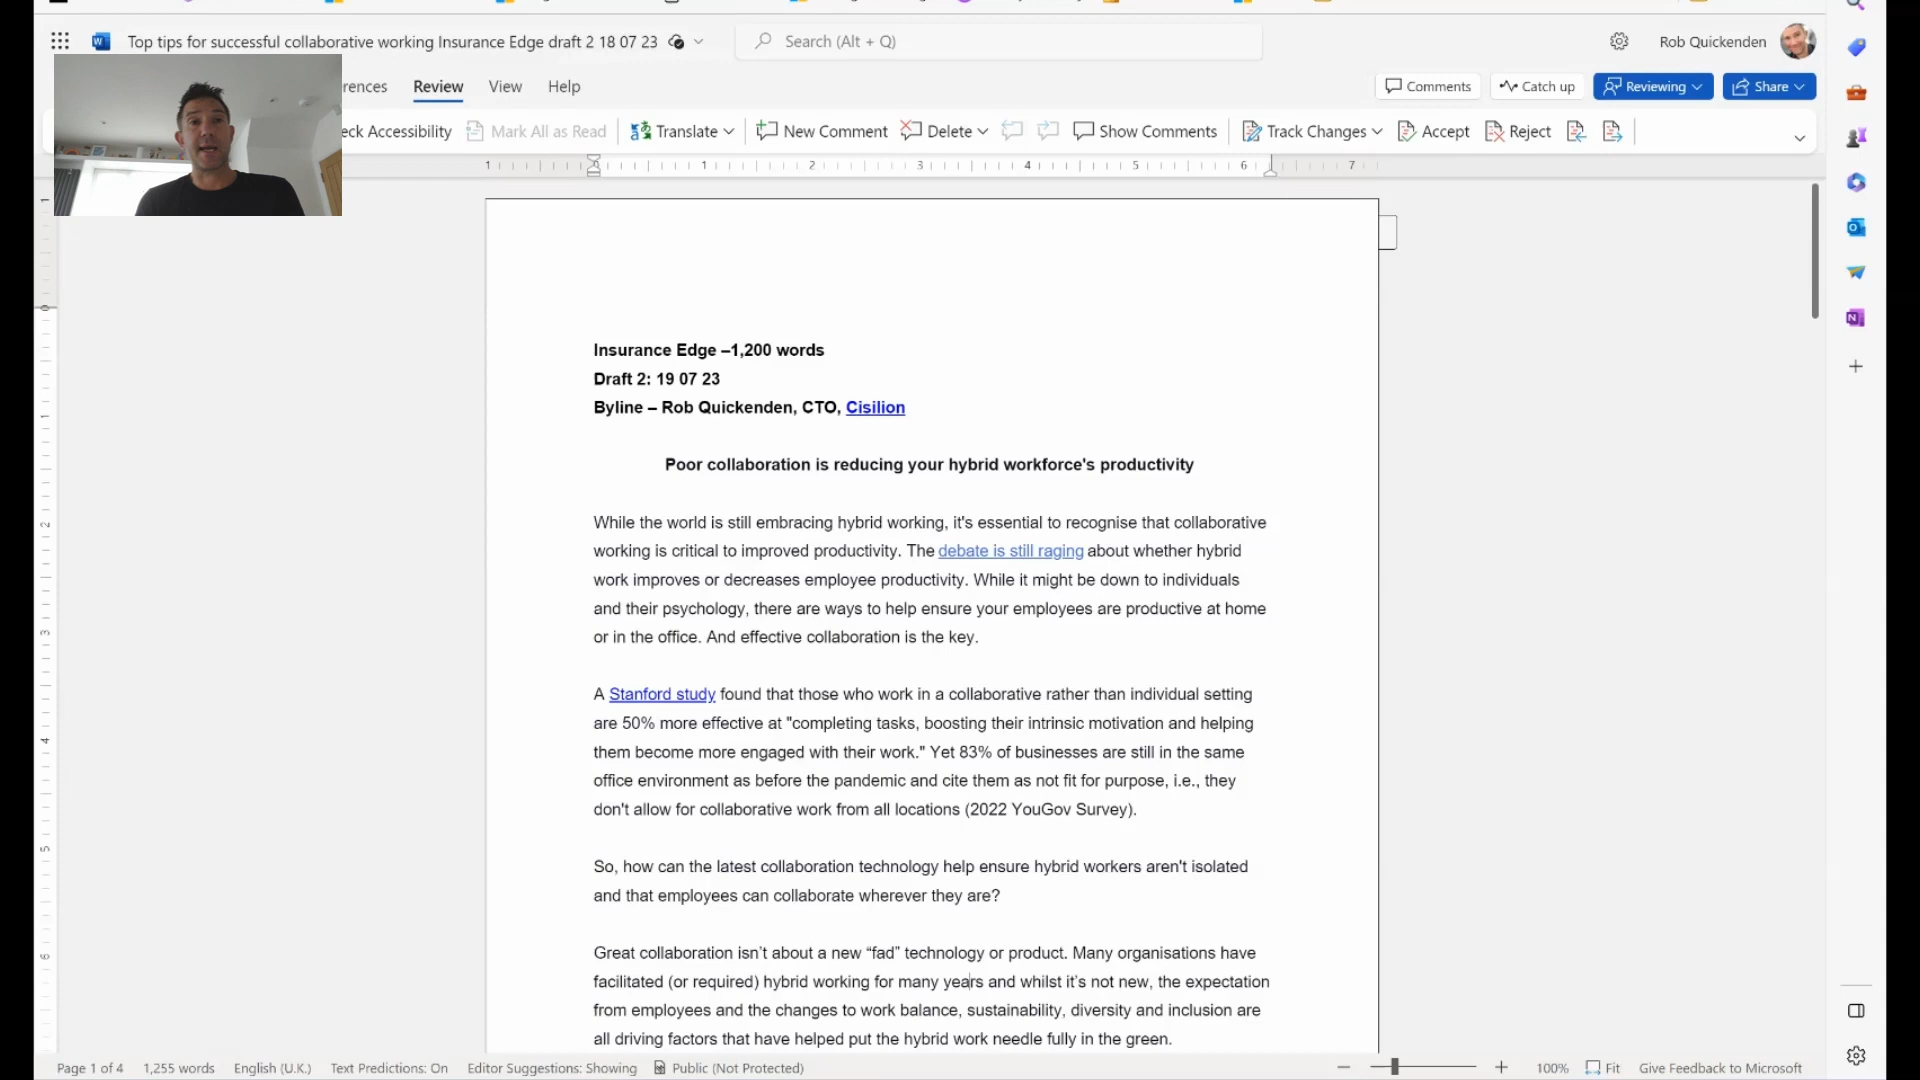 Top tips for successful collaborative working Insurance Edge draft 2 18 07 23
Search (Alt + Q)
Rob Quickenden
rences Review View Help
Comments Catch up Reviewing Share
eck Accessibility Mark All as Read Translate New Comment Delete Show Comments Track Changes Accept Reject
1 1 2 3 4 5 6 7
Insurance Edge –1,200 words
Draft 2: 19 07 23
Byline – Rob Quickenden, CTO, Cisilion
Poor collaboration is reducing your hybrid workforce's productivity
While the world is still embracing hybrid working, it's essential to recognise that collaborative
working is critical to improved productivity. The debate is still raging about whether hybrid
work improves or decreases employee productivity. While it might be down to individuals
and their psychology, there are ways to help ensure your employees are productive at home
or in the office. And effective collaboration is the key.
A Stanford study found that those who work in a collaborative rather than individual setting
are 50% more effective at "completing tasks, boosting their intrinsic motivation and helping
them become more engaged with their work." Yet 83% of businesses are still in the same
office environment as before the pandemic and cite them as not fit for purpose, i.e., they
don't allow for collaborative work from all locations (2022 YouGov Survey).
So, how can the latest collaboration technology help ensure hybrid workers aren't isolated
and that employees can collaborate wherever they are?
Great collaboration isn’t about a new “fad” technology or product. Many organisations have
facilitated (or required) hybrid working for many years and whilst it’s not new, the expectation
from employees and the changes to work balance, sustainability, diversity and inclusion are
all driving factors that have helped put the hybrid work needle fully in the green.
Page 1 of 4 1,255 words English (U.K.) Text Predictions: On Editor Suggestions: Showing Public (Not Protected) 100% Fit Give Feedback to Microsoft